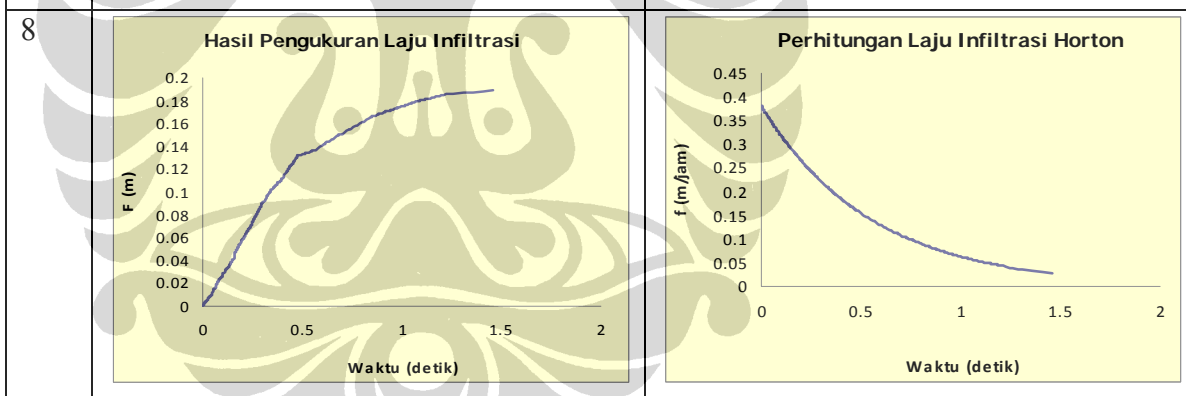 8
Hasil Pengukuran Laju Infiltrasi
0.2
0.18
0.16
0.14
0.12
0.1
0.08
0.06
0.04
0.02
0
F (m)
0 0.5 1 1.5 2
Waktu (detik)
Perhitungan Laju Infiltrasi Horton
0.45
0.4
0.35
0.3
0.25
0.2
0.15
0.1
0.05
0
f (m/jam)
0 0.5 1 1.5 2
Waktu (detik)